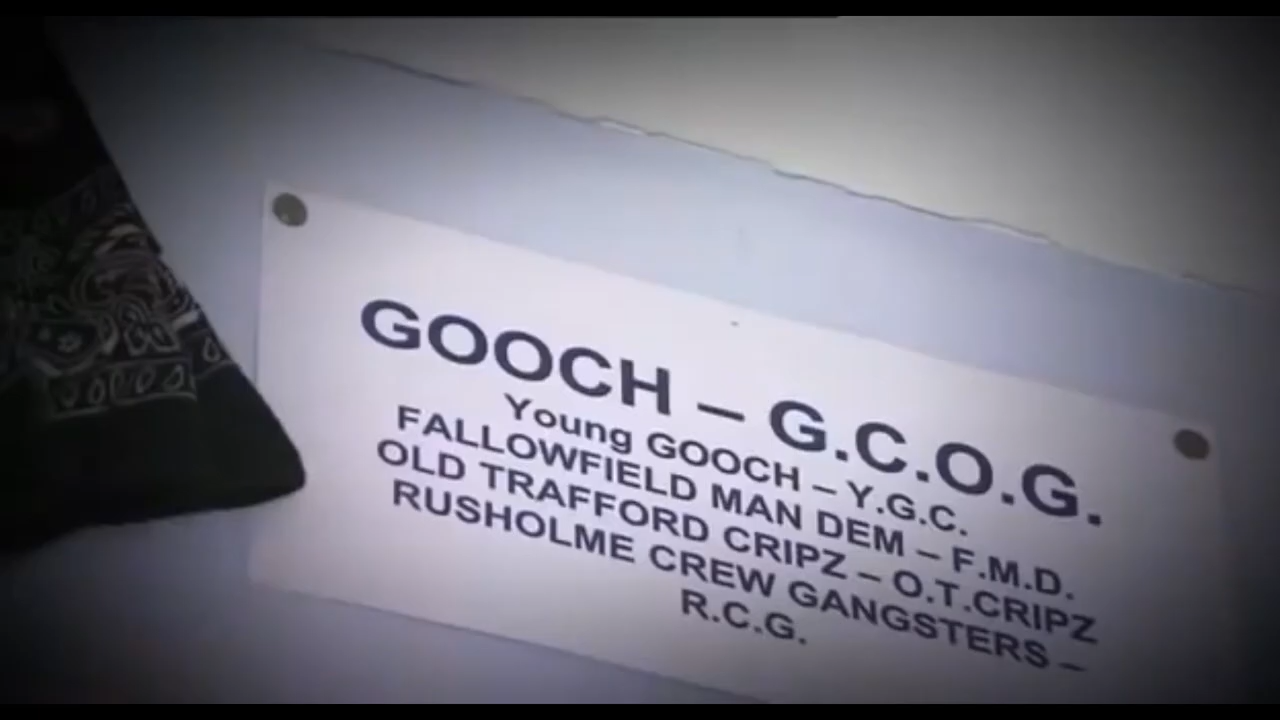 GOOCH – G.C.O.G.
Young GOOCH – Y.G.C.
FALLOWFIELD MAN DEM – F.M.D.
OLD TRAFFORD CRIPZ – O.T.CRIPZ
RUSHOLME CREW GANGSTERS –
R.C.G.